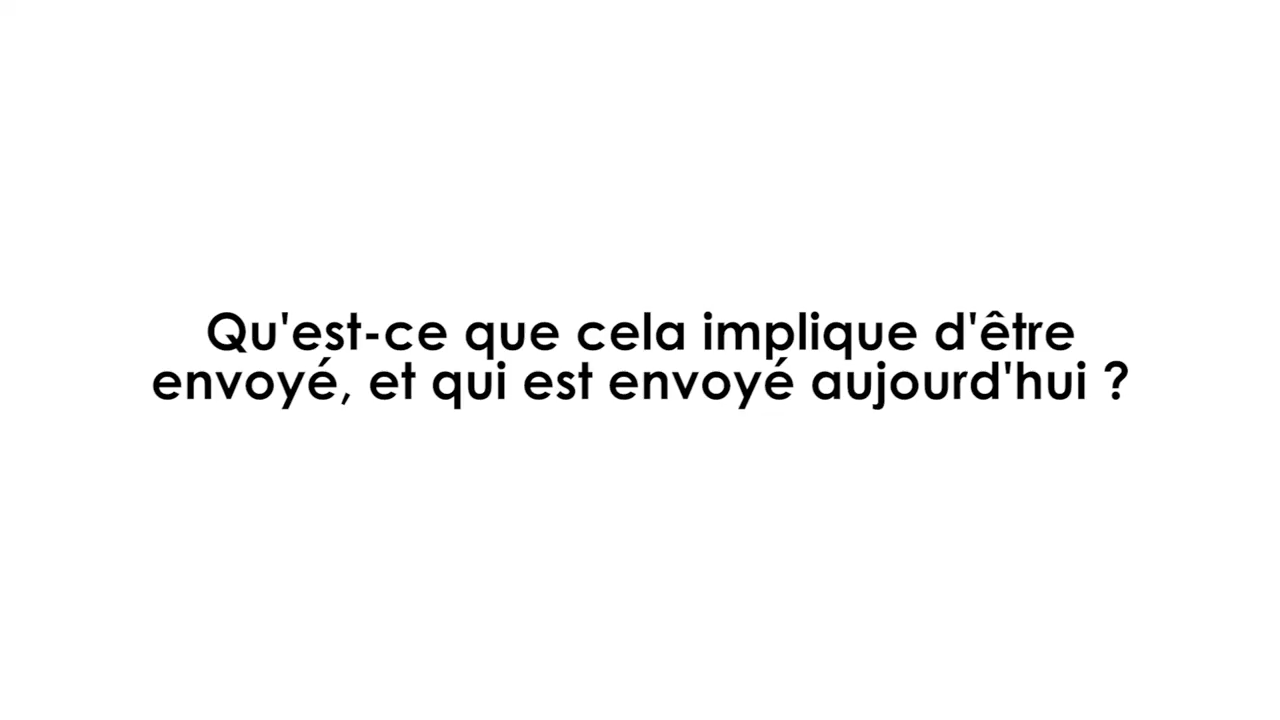 Qu'est-ce que cela implique d'être
envoyé, et qui est envoyé aujourd'hui ?